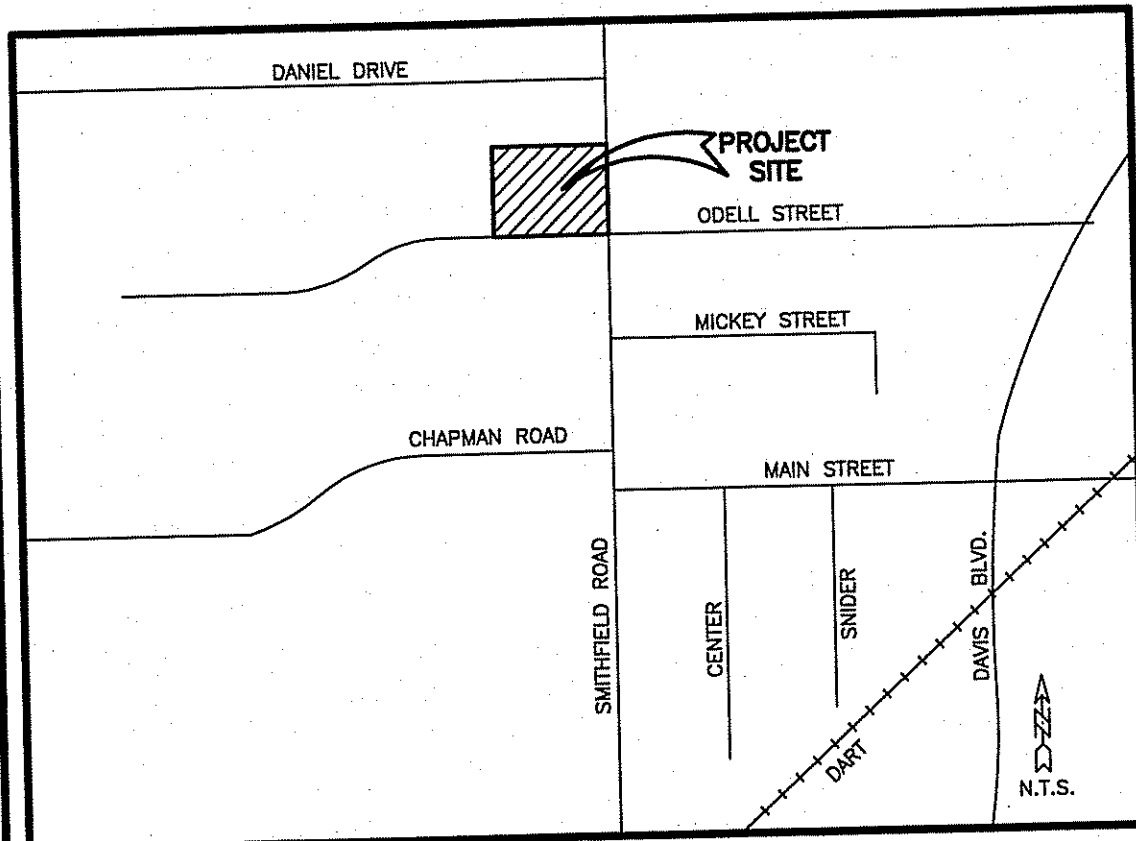 DANIEL DRIVE
PROJECT
SITE
ODELL STREET
MICKEY STREET
CHAPMAN ROAD
MAIN STREET
SMITHFIELD ROAD
CENTER
SNIDER
DAVIS BLVD.
DART
N
N.T.S.